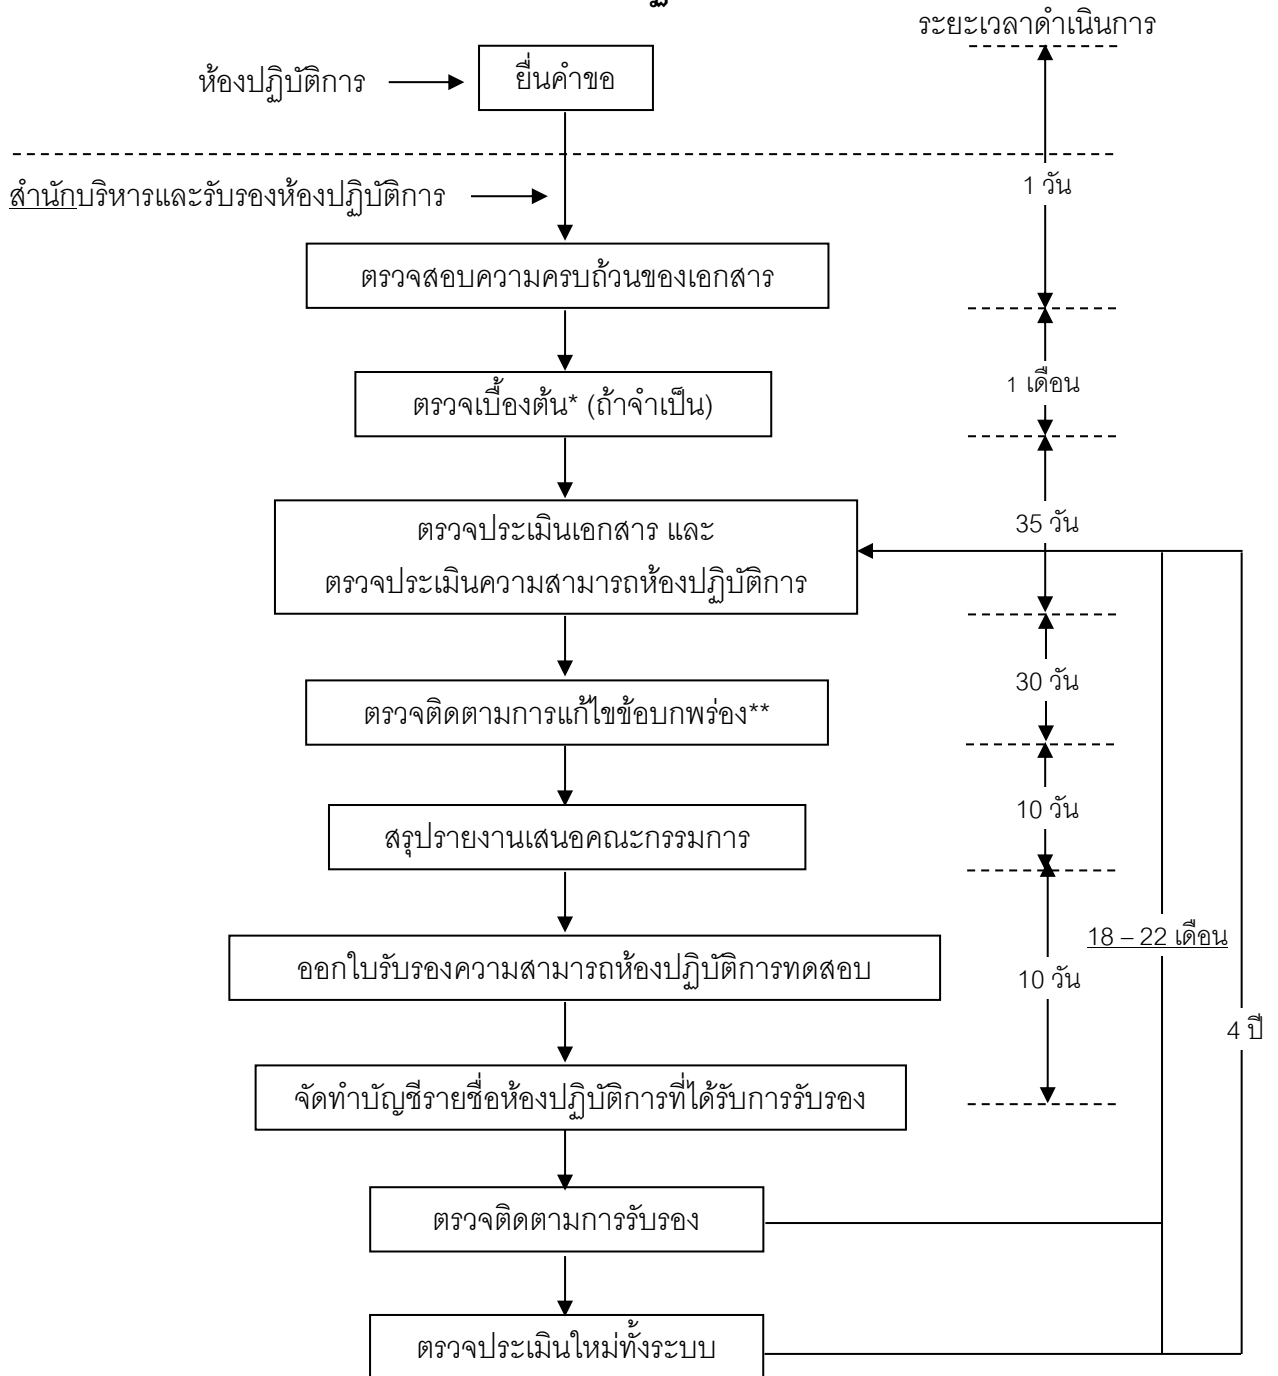 ระยะเวลาดำเนินการ
ห้องปฏิบัติการ
ยื่นคำขอ
1 วัน
สำนักบริหารและรับรองห้องปฏิบัติการ
ตรวจสอบความครบถ้วนของเอกสาร
1 เดือน
ตรวจเบื้องต้น* (ถ้าจำเป็น)
35 วัน
ตรวจประเมินเอกสาร และ
ตรวจประเมินความสามารถห้องปฏิบัติการ
30 วัน
ตรวจติดตามการแก้ไขข้อบกพร่อง**
10 วัน
สรุปรายงานเสนอคณะกรรมการ
18 – 22 เดือน
ออกใบรับรองความสามารถห้องปฏิบัติการทดสอบ
10 วัน
4 ปี
จัดทำบัญชีรายชื่อห้องปฏิบัติการที่ได้รับการรับรอง
ตรวจติดตามการรับรอง
ตรวจประเมินใหม่ทั้งระบบ